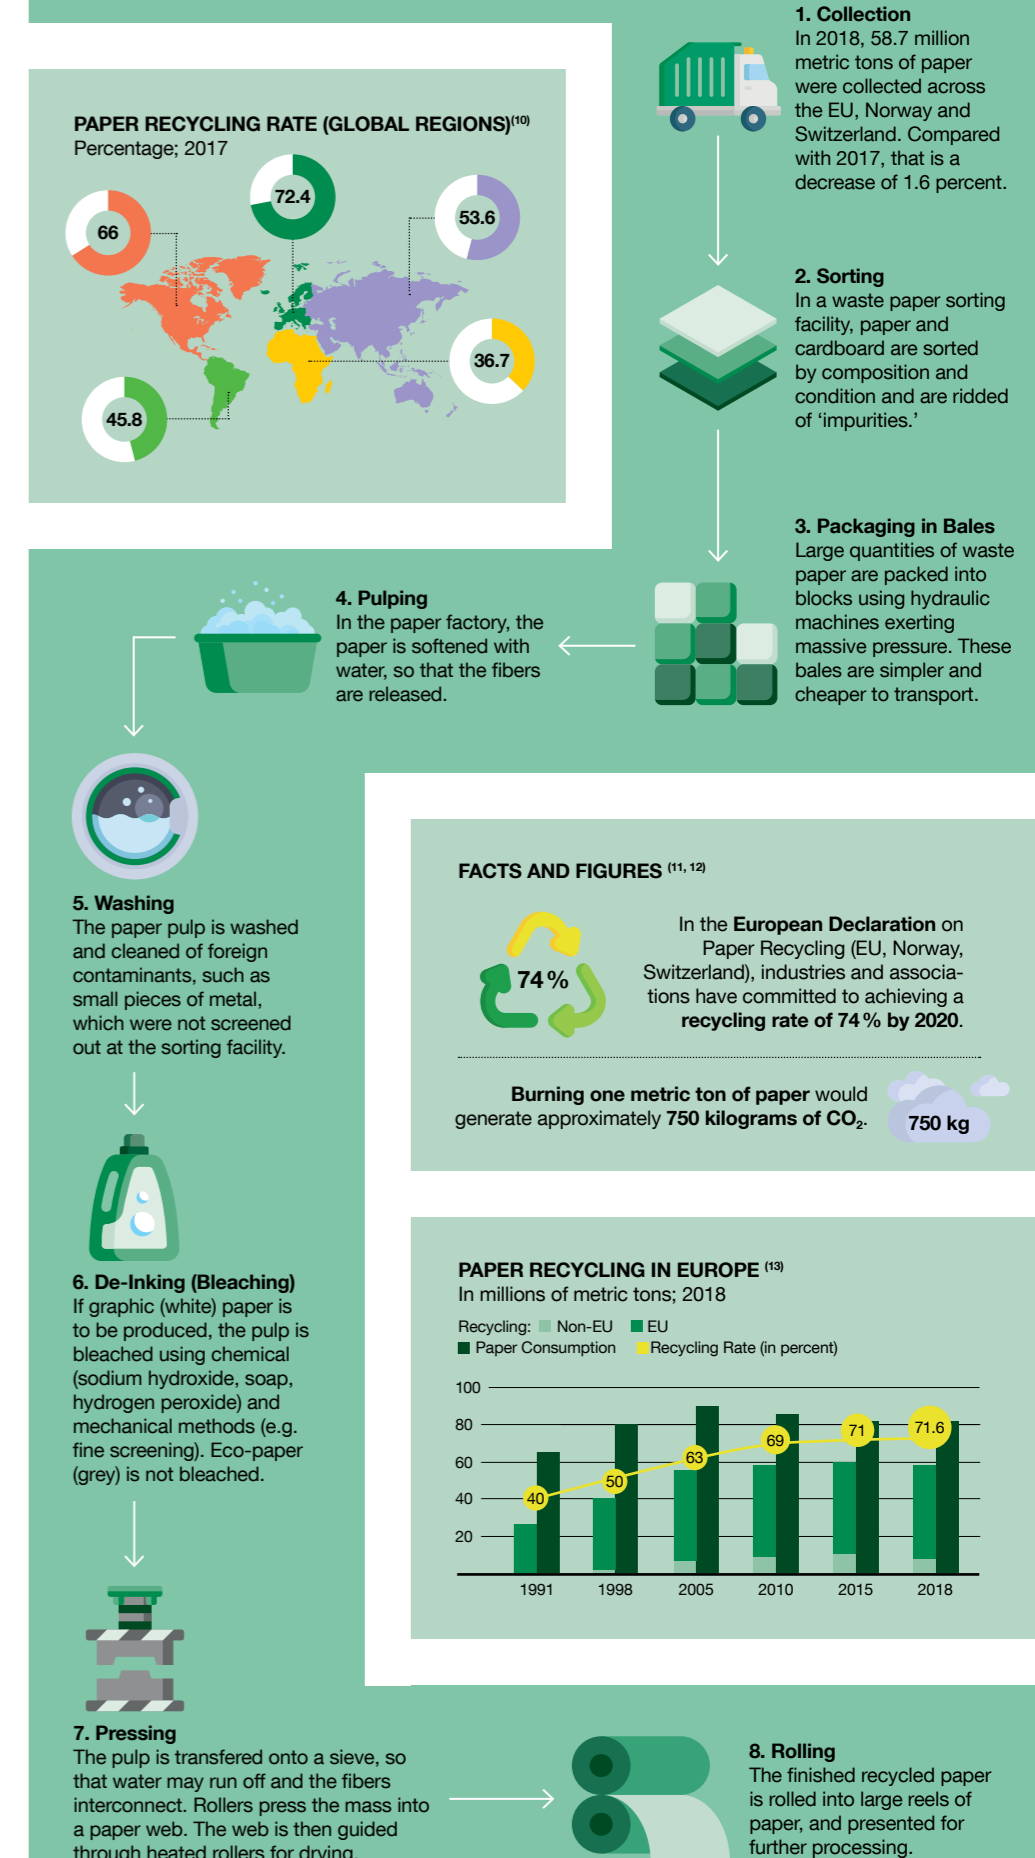 1. Collection
In 2018, 58.7 million
metric tons of paper
were collected across
the EU, Norway and
Switzerland. Compared
with 2017, that is a
decrease of 1.6 percent.
PAPER RECYCLING RATE (GLOBAL REGIONS)(10)
Percentage; 2017
72.4
66
53.6
36.7
45.8
2. Sorting
In a waste paper sorting
facility, paper and
cardboard are sorted
by composition and
condition and are ridded
of ‘impurities.’
3. Packaging in Bales
Large quantities of waste
paper are packed into
blocks using hydraulic
machines exerting
massive pressure. These
bales are simpler and
cheaper to transport.
4. Pulping
In the paper factory, the
paper is softened with
water, so that the fibers
are released.
5. Washing
The paper pulp is washed
and cleaned of foreign
contaminants, such as
small pieces of metal,
which were not screened
out at the sorting facility.
FACTS AND FIGURES (11, 12)
74 %
In the European Declaration on
Paper Recycling (EU, Norway,
Switzerland), industries and associa-
tions have committed to achieving a
recycling rate of 74 % by 2020.
Burning one metric ton of paper would
generate approximately 750 kilograms of CO₂.
750 kg
6. De-Inking (Bleaching)
If graphic (white) paper is
to be produced, the pulp is
bleached using chemical
(sodium hydroxide, soap,
hydrogen peroxide) and
mechanical methods (e.g.
fine screening). Eco-paper
(grey) is not bleached.
PAPER RECYCLING IN EUROPE (13)
In millions of metric tons; 2018
Recycling: Non-EU EU
Paper Consumption Recycling Rate (in percent)
100
80
60
40
20
40
50
63
69
71
71.6
1991 1998 2005 2010 2015 2018
7. Pressing
The pulp is transfered onto a sieve, so
that water may run off and the fibers
interconnect. Rollers press the mass into
a paper web. The web is then guided
through heated rollers for drying.
8. Rolling
The finished recycled paper
is rolled into large reels of
paper, and presented for
further processing.